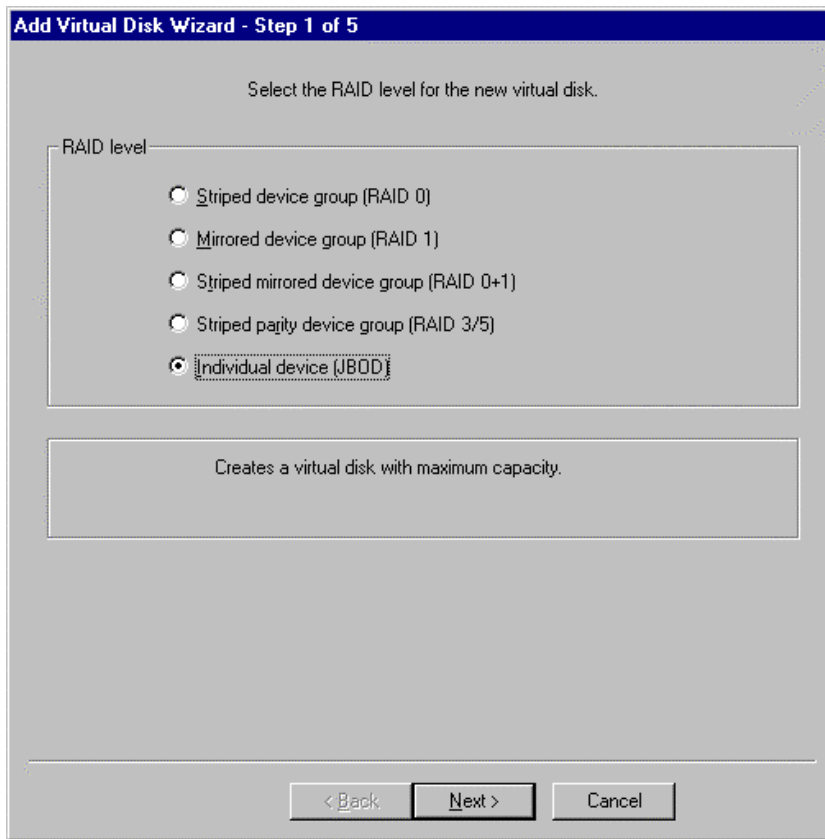 Add Virtual Disk Wizard - Step 1 of 5
Select the RAID level for the new virtual disk.
RAID level
Striped device group (RAID 0)
Mirrored device group (RAID 1)
Striped mirrored device group (RAID 0+1)
Striped parity device group (RAID 3/5)
Individual device (JBOD)
Creates a virtual disk with maximum capacity.
< Back Next > Cancel